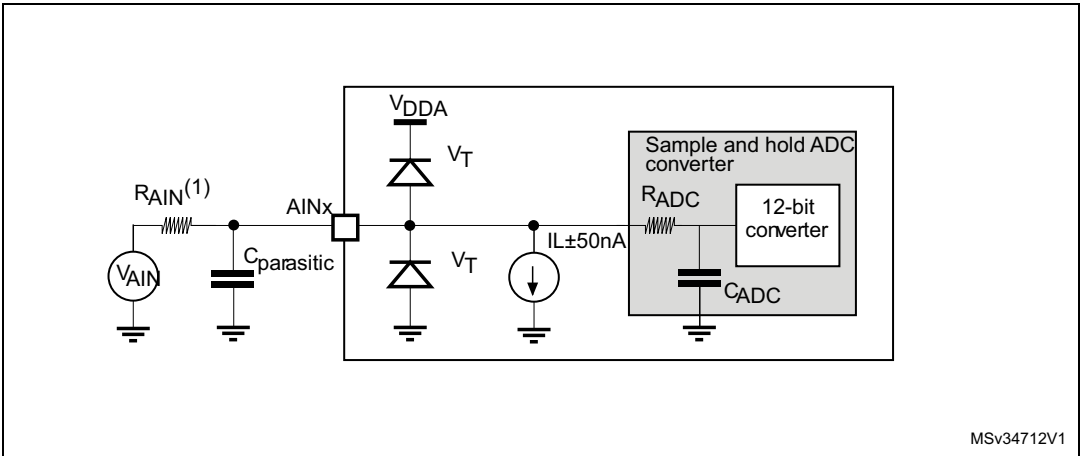 VDDA
VT
Sample and hold ADC
converter
RAIN(1)
AINx
RADC
12-bit
converter
IL±50nA
VT
Cparasitic
VAIN
CADC
MSv34712V1